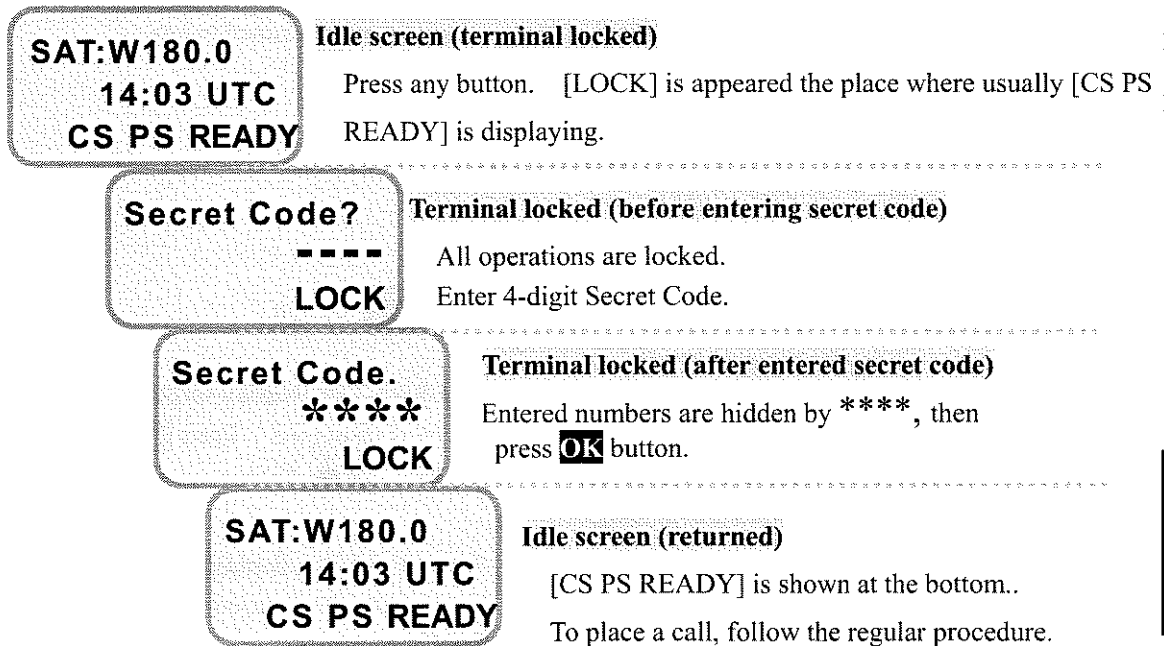 SAT:W180.0
14:03 UTC
CS PS READY
Idle screen (terminal locked)
Press any button. [LOCK] is appeared the place where usually [CS PS
READY] is displaying.
Secret Code?
----
LOCK
Terminal locked (before entering secret code)
All operations are locked.
Enter 4-digit Secret Code.
Secret Code.
****
LOCK
Terminal locked (after entered secret code)
Entered numbers are hidden by ****, then
press OK button.
SAT:W180.0
14:03 UTC
CS PS READY
Idle screen (returned)
[CS PS READY] is shown at the bottom..
To place a call, follow the regular procedure.